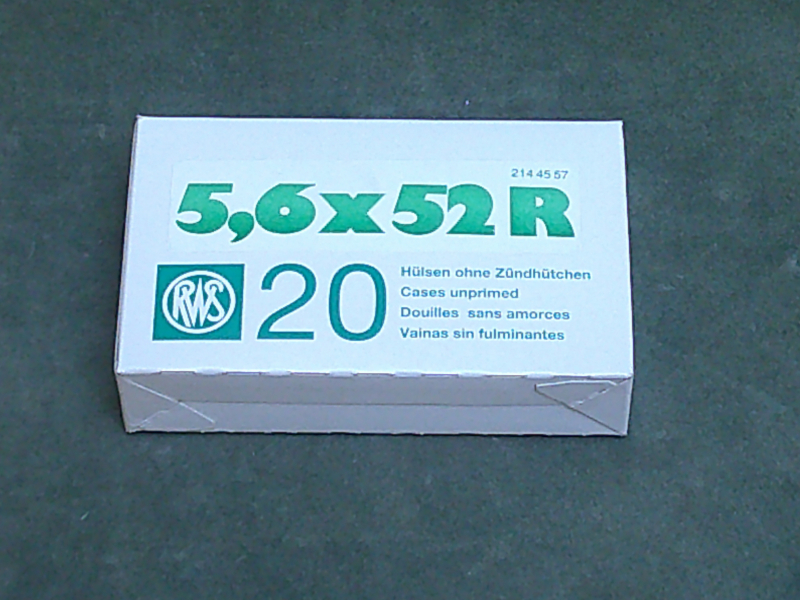 214 45 57
5,6x52 R
RWS
20
Hülsen ohne Zündhütchen
Cases unprimed
Douilles sans amorces
Vainas sin fulminantes